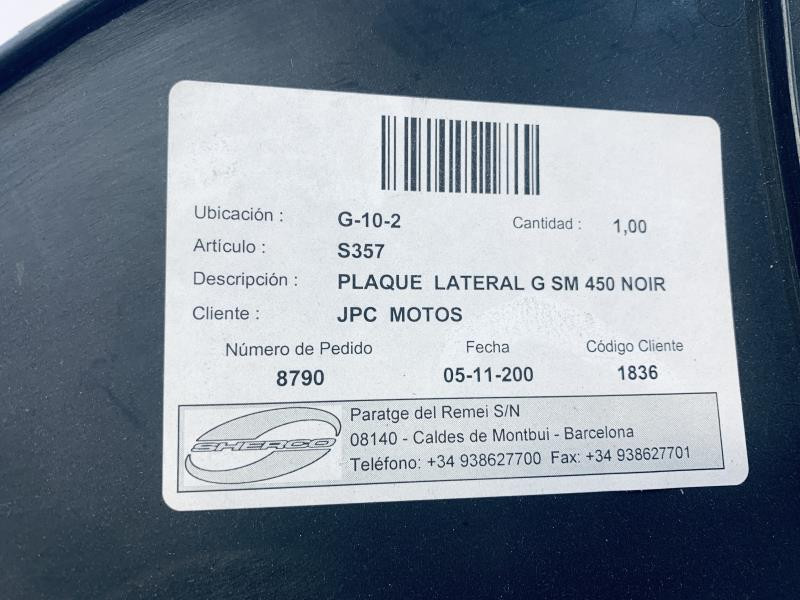 Ubicación : G-10-2 Cantidad : 1,00
Artículo : S357
Descripción : PLAQUE LATERAL G SM 450 NOIR
Cliente : JPC MOTOS
Número de Pedido Fecha Código Cliente
8790 05-11-200 1836
SHERCO
Paratge del Remei S/N
08140 - Caldes de Montbui - Barcelona
Teléfono: +34 938627700 Fax: +34 938627701